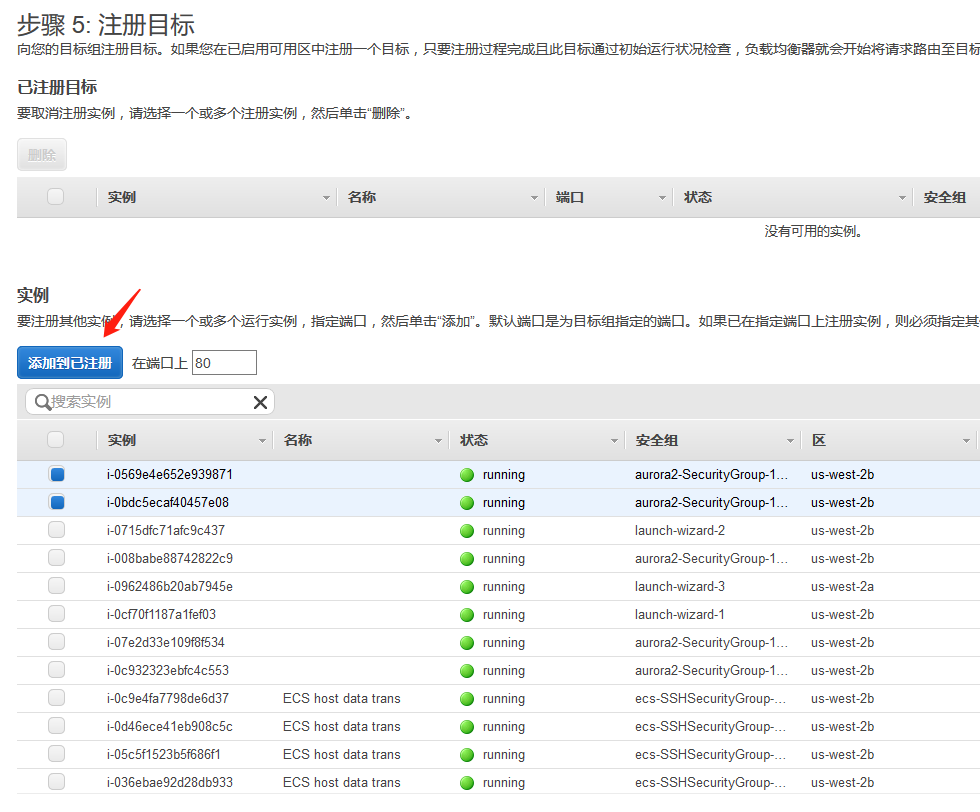 步骤 5: 注册目标
向您的目标组注册目标。如果您在已启用可用区中注册一个目标，只要注册过程完成且此目标通过初始运行状况检查，负载均衡器就会开始将请求路由至目标
已注册目标
要取消注册实例，请选择一个或多个注册实例，然后单击“删除”。
删除
实例 名称 端口 状态 安全组
没有可用的实例。
实例
要注册其他实例，请选择一个或多个运行实例，指定端口，然后单击“添加”。默认端口是为目标组指定的端口。如果已在指定端口上注册实例，则必须指定其
添加到已注册 在端口上 80
搜索实例
实例 名称 状态 安全组 区
i-0569e4e652e939871 running aurora2-SecurityGroup-1... us-west-2b
i-0bdc5ecaf40457e08 running aurora2-SecurityGroup-1... us-west-2b
i-0715dfc71afc9c437 running launch-wizard-2 us-west-2b
i-008babe88742822c9 running aurora2-SecurityGroup-1... us-west-2b
i-0962486b20ab7945e running launch-wizard-3 us-west-2a
i-0cf70f1187a1fef03 running launch-wizard-1 us-west-2b
i-07e2d33e109f8f534 running aurora2-SecurityGroup-1... us-west-2b
i-0c932323ebfc4c553 running aurora2-SecurityGroup-1... us-west-2b
i-0c9e4fa7798de6d37 ECS host data trans running ecs-SSHSecurityGroup-... us-west-2b
i-0d46ece41eb908c5c ECS host data trans running ecs-SSHSecurityGroup-... us-west-2b
i-05c5f1523b5f686f1 ECS host data trans running ecs-SSHSecurityGroup-... us-west-2b
i-036ebae92d28db933 ECS host data trans running ecs-SSHSecurityGroup-... us-west-2b